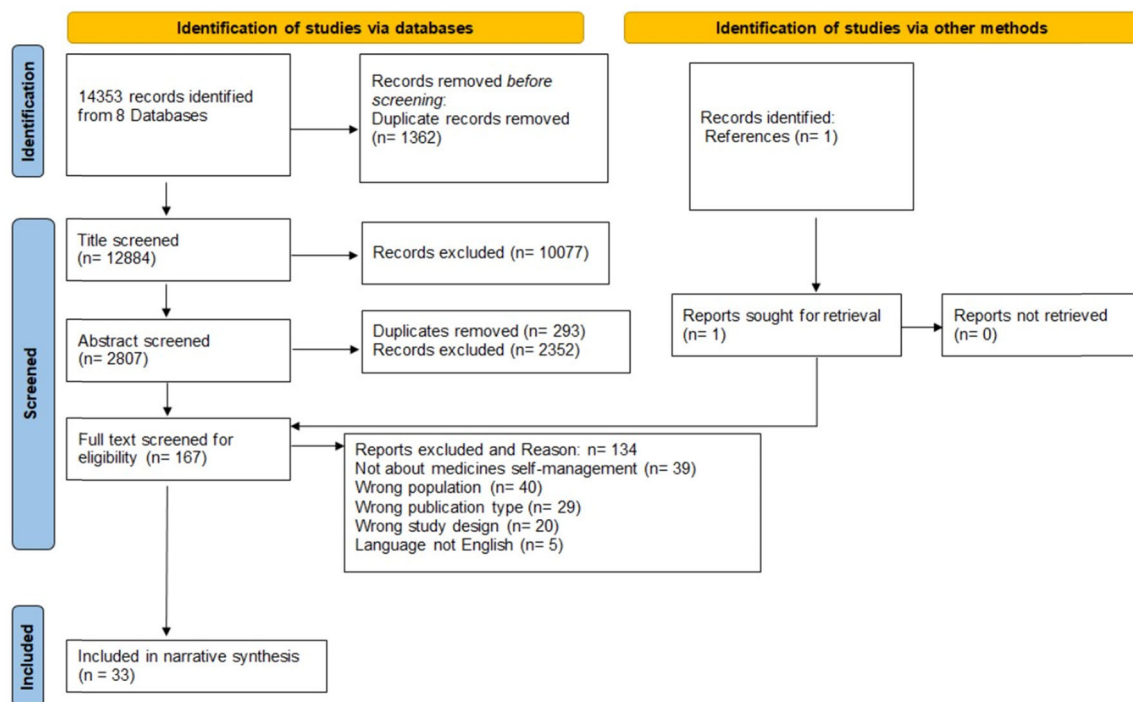 Identification of studies via databases
Identification of studies via other methods
Identification
14353 records identified
from 8 Databases
Records removed before
screening:
Duplicate records removed
(n= 1362)
Records identified:
References (n= 1)
Screened
Title screened
(n= 12884)
Records excluded (n= 10077)
Abstract screened
(n= 2807)
Duplicates removed (n= 293)
Records excluded (n= 2352)
Reports sought for retrieval
(n= 1)
Reports not retrieved
(n= 0)
Full text screened for
eligibility (n= 167)
Reports excluded and Reason: n= 134
Not about medicines self-management (n= 39)
Wrong population (n= 40)
Wrong publication type (n= 29)
Wrong study design (n= 20)
Language not English (n= 5)
Included
Included in narrative synthesis
(n = 33)